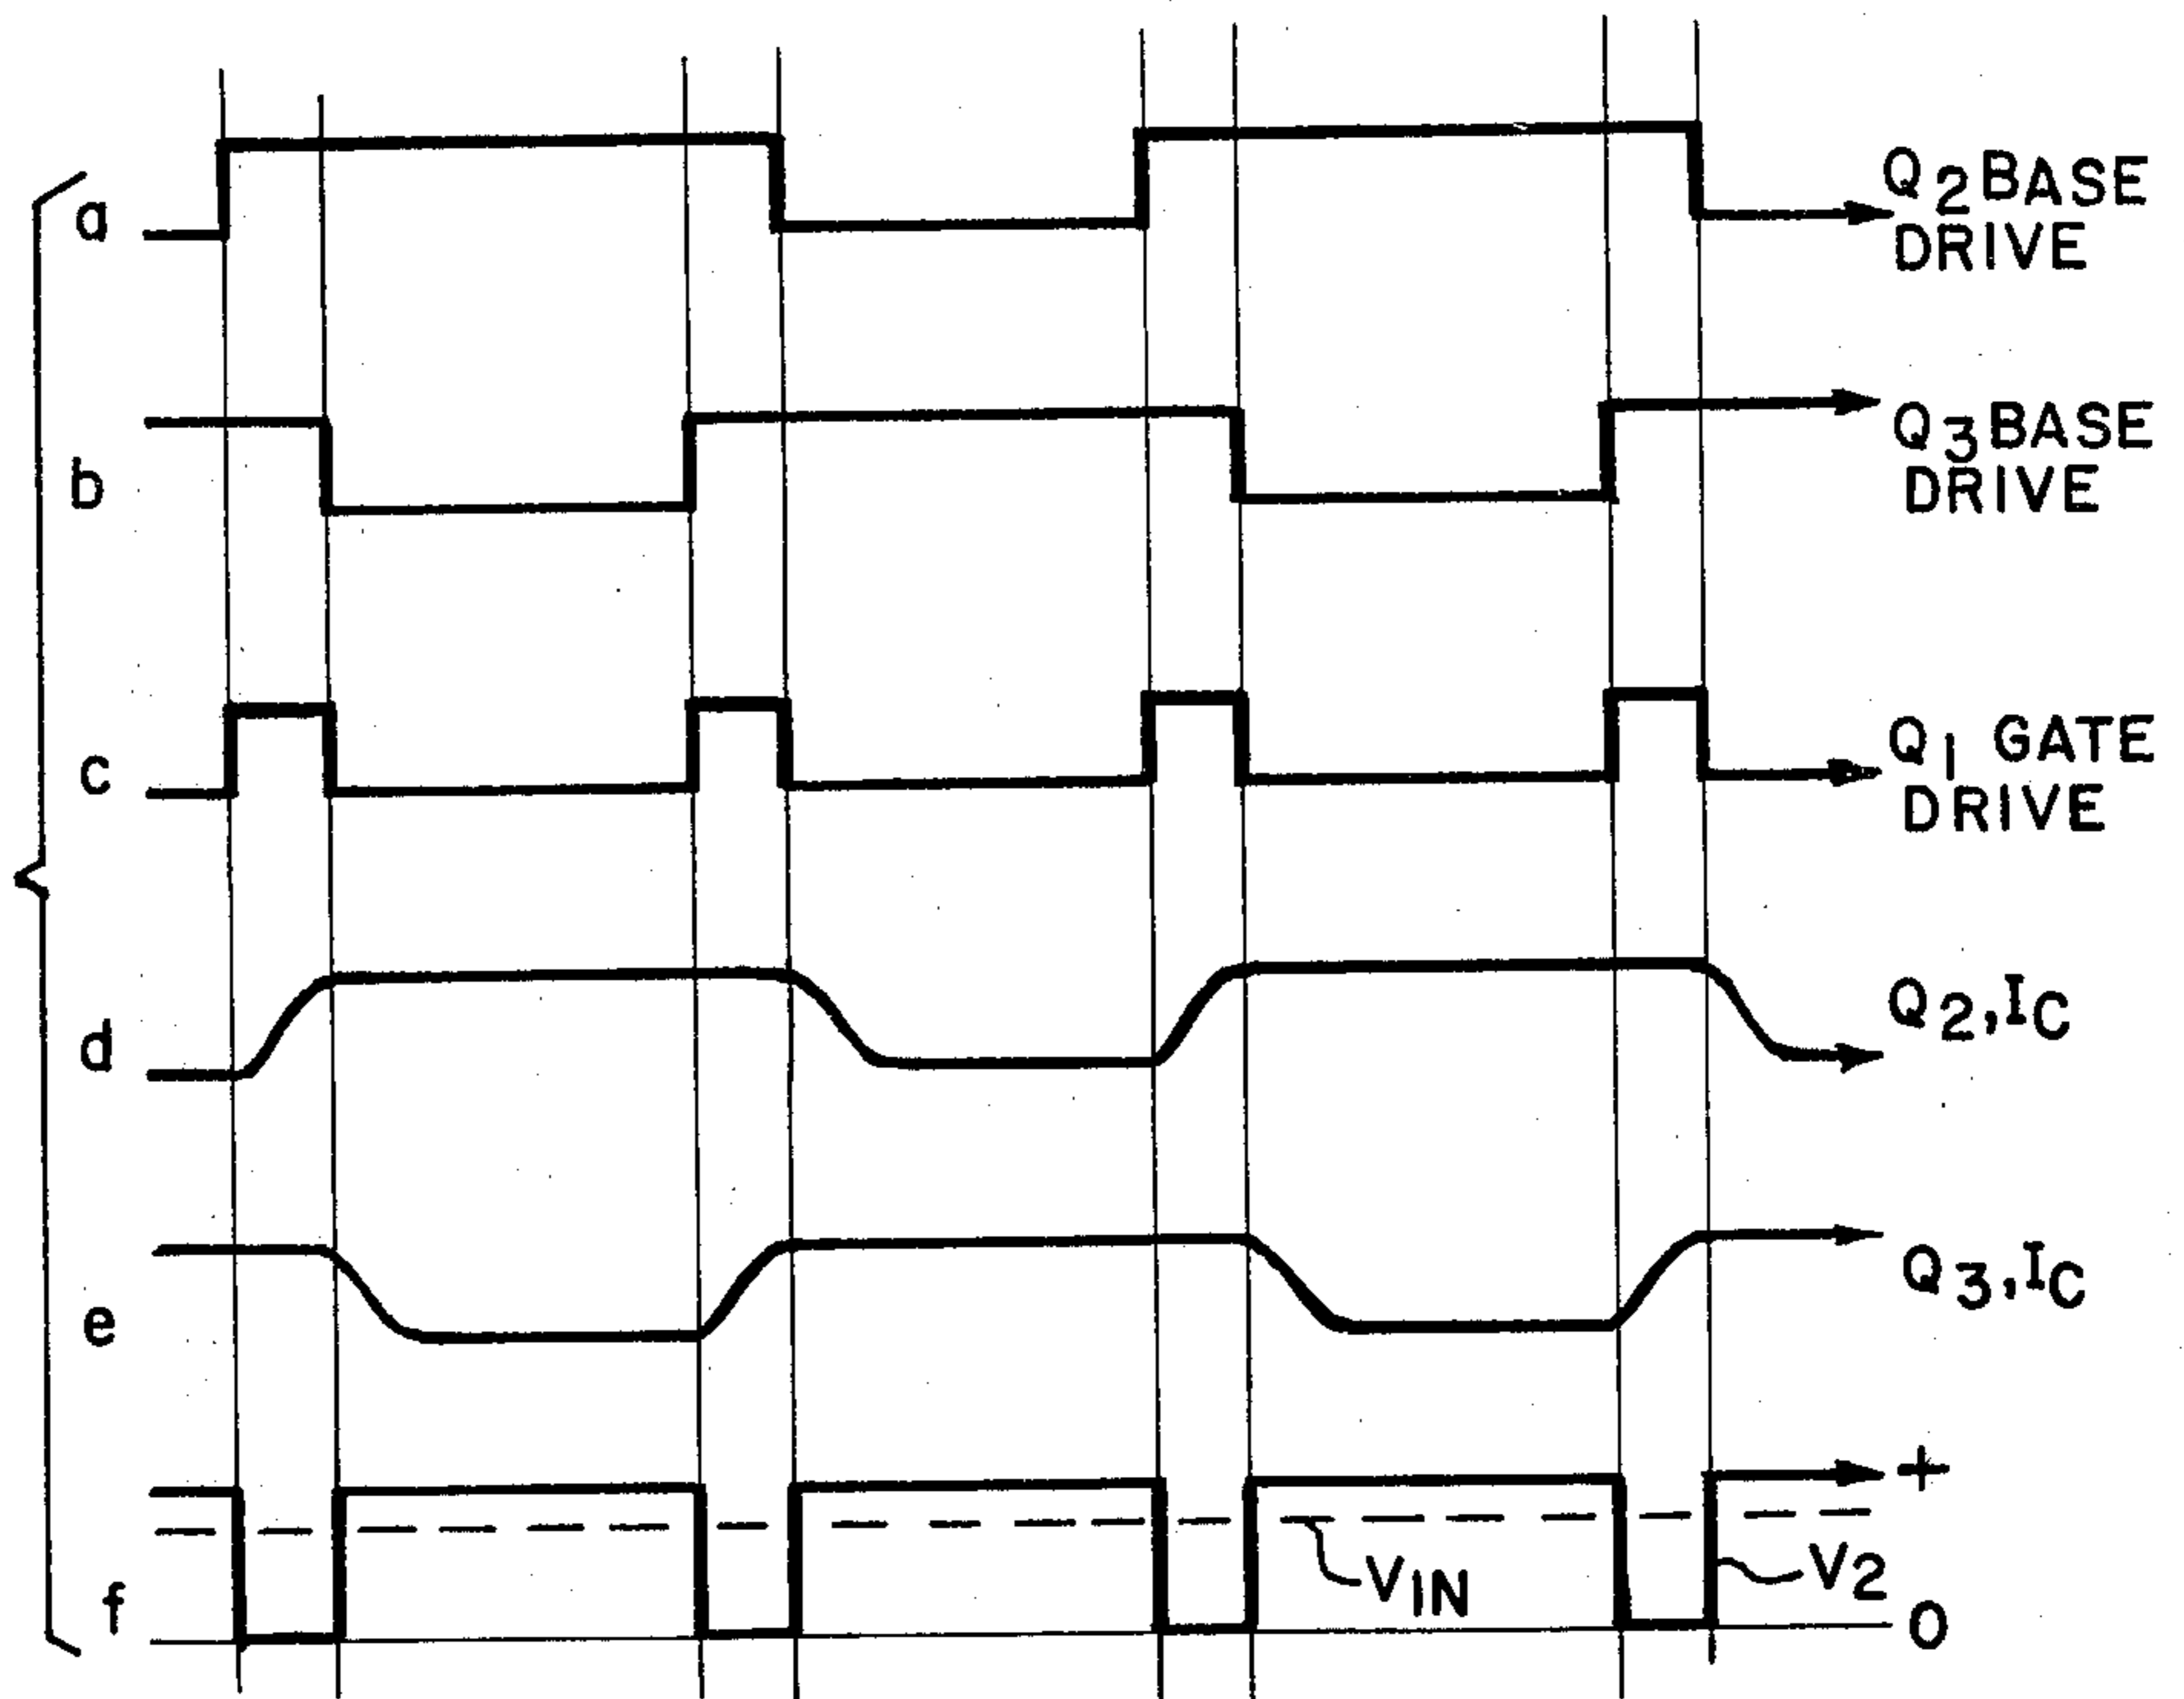 a
Q2 BASE
DRIVE
b
Q3 BASE
DRIVE
c
Q1 GATE
DRIVE
d
Q2,IC
e
Q3,IC
f
+
VIN
V2
0